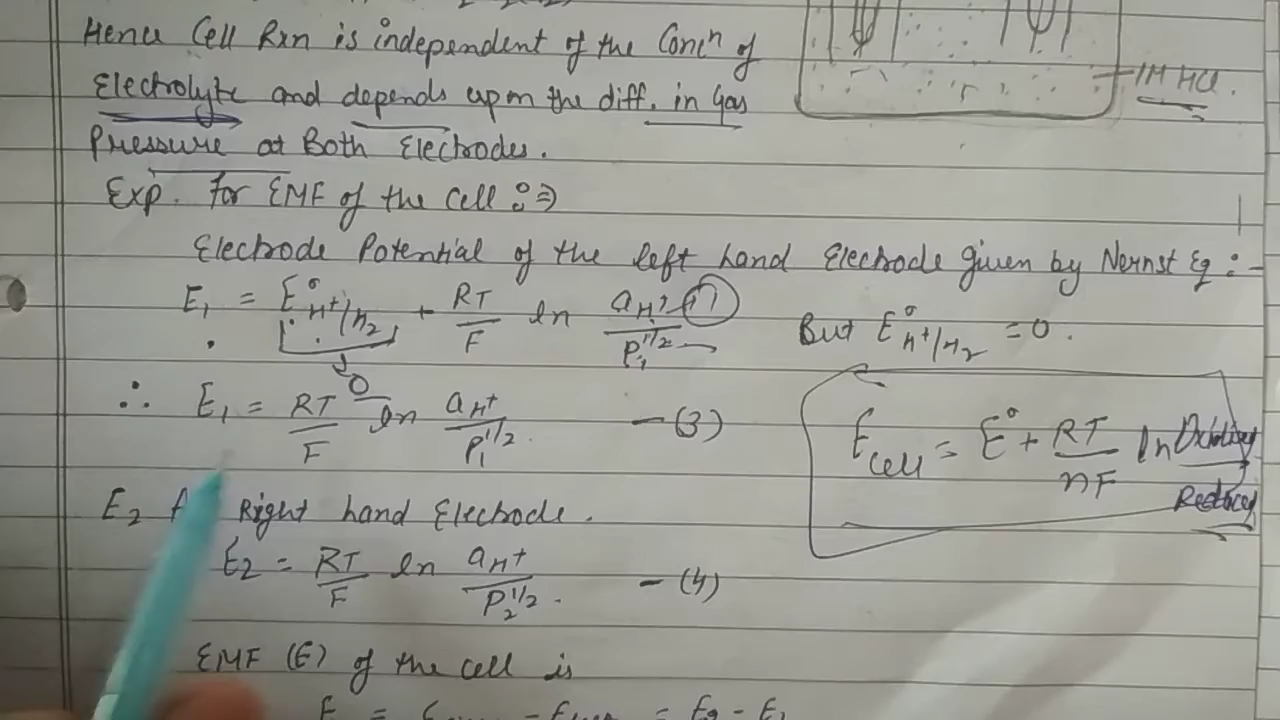 Hence Cell Rxn is independent of the Concn of
Electrolyte and depends upon the diff. in Gas
Pressure at Both Electrodes.
1M HCl.
Exp. for EMF of the cell :⇒
Electrode Potential of the left hand Electrode given by Nernst Eq :-
E₁ = E°H⁺/H₂ + RT/F ln aH⁺ (1) / P₁^1/2 But E°H⁺/H₂ = 0.
0
∴ E₁ = RT/F ln aH⁺/P₁^1/2. —(3)
Ecell = E° + RT/nF ln
E₂ Right hand Electrode.
E₂ = RT/F ln aH⁺/P₂^1/2. —(4)
EMF (E) of the cell is
= E₂ - E₁